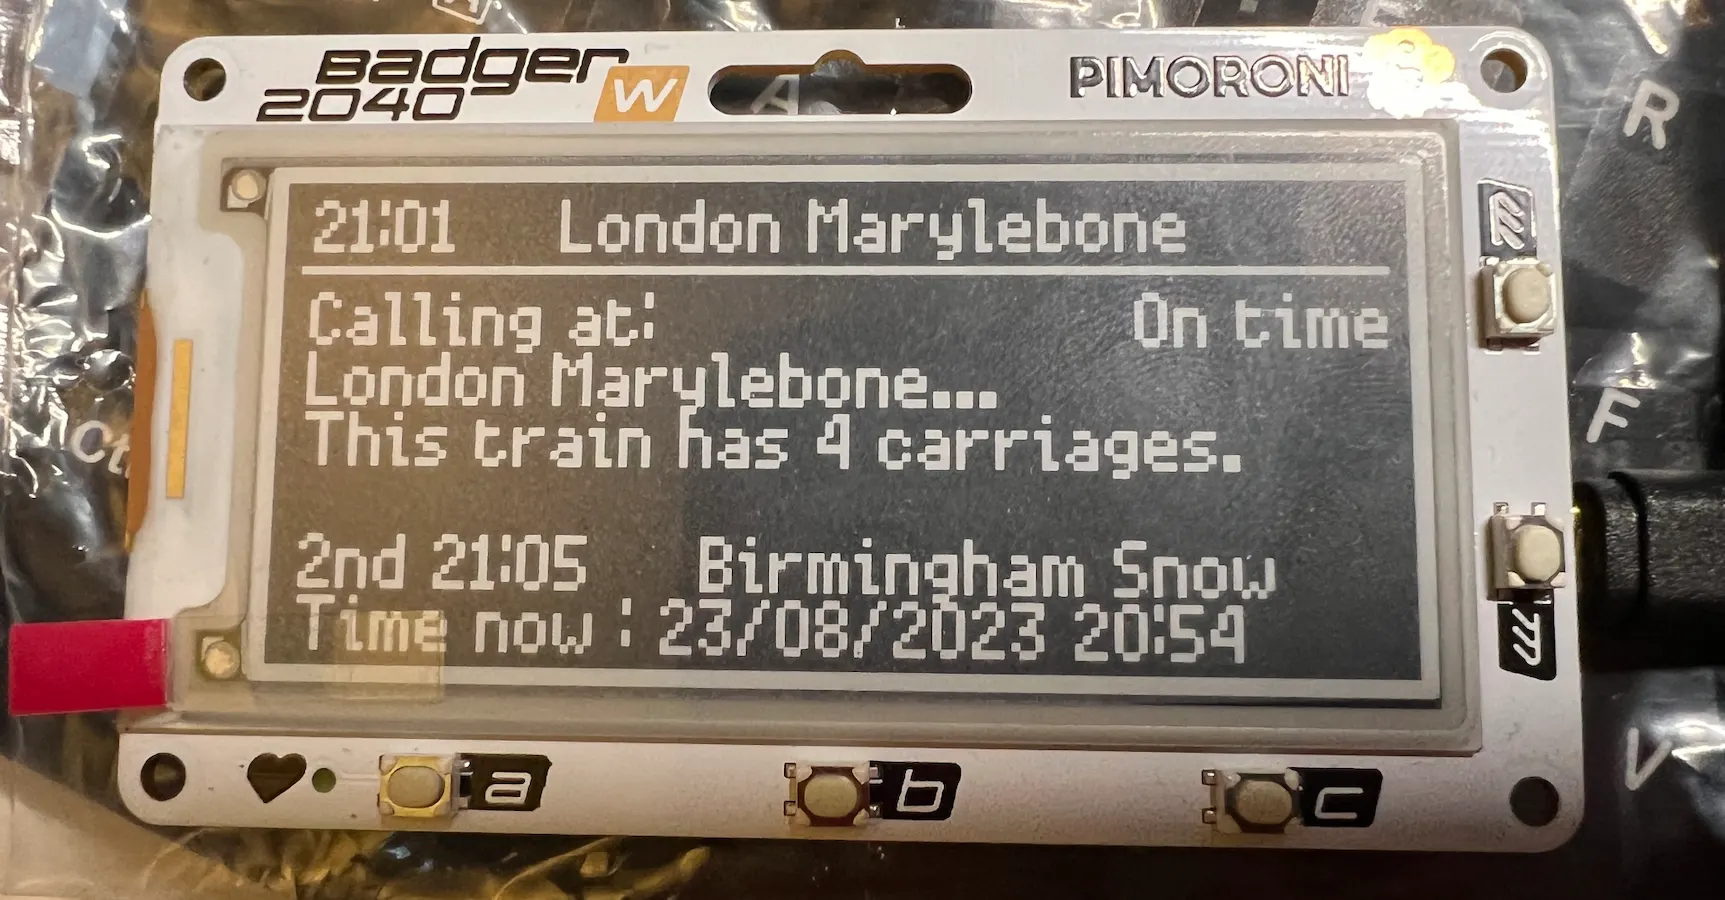 Badger
2040 W
PIMORONI
21:01 London Marylebone
Calling at: On time
London Marylebone...
This train has 4 carriages.
2nd 21:05 Birmingham Snow
Time now : 23/08/2023 20:54
a b c
A
R
F
V